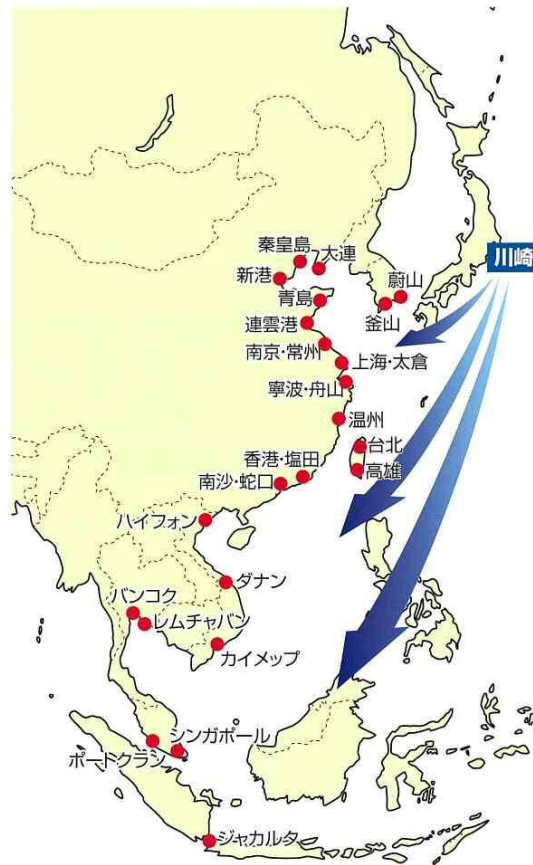 秦皇島
大連
新港
川崎
蔚山
青島
釜山
連雲港
南京・常州
上海・太倉
寧波・舟山
温州
台北
香港・塩田
高雄
南沙・蛇口
ハイフォン
ダナン
バンコク
レムチャバン
カイメップ
シンガポール
ポートクラン
ジャカルタ